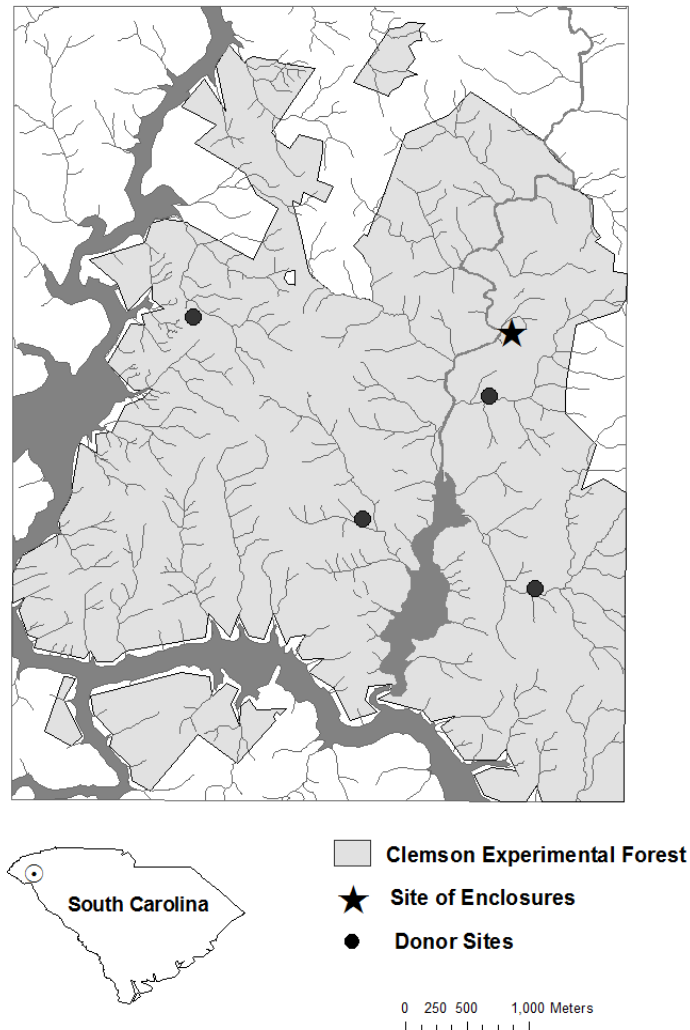 Clemson Experimental Forest
South Carolina
Site of Enclosures
Donor Sites
0 250 500 1,000 Meters